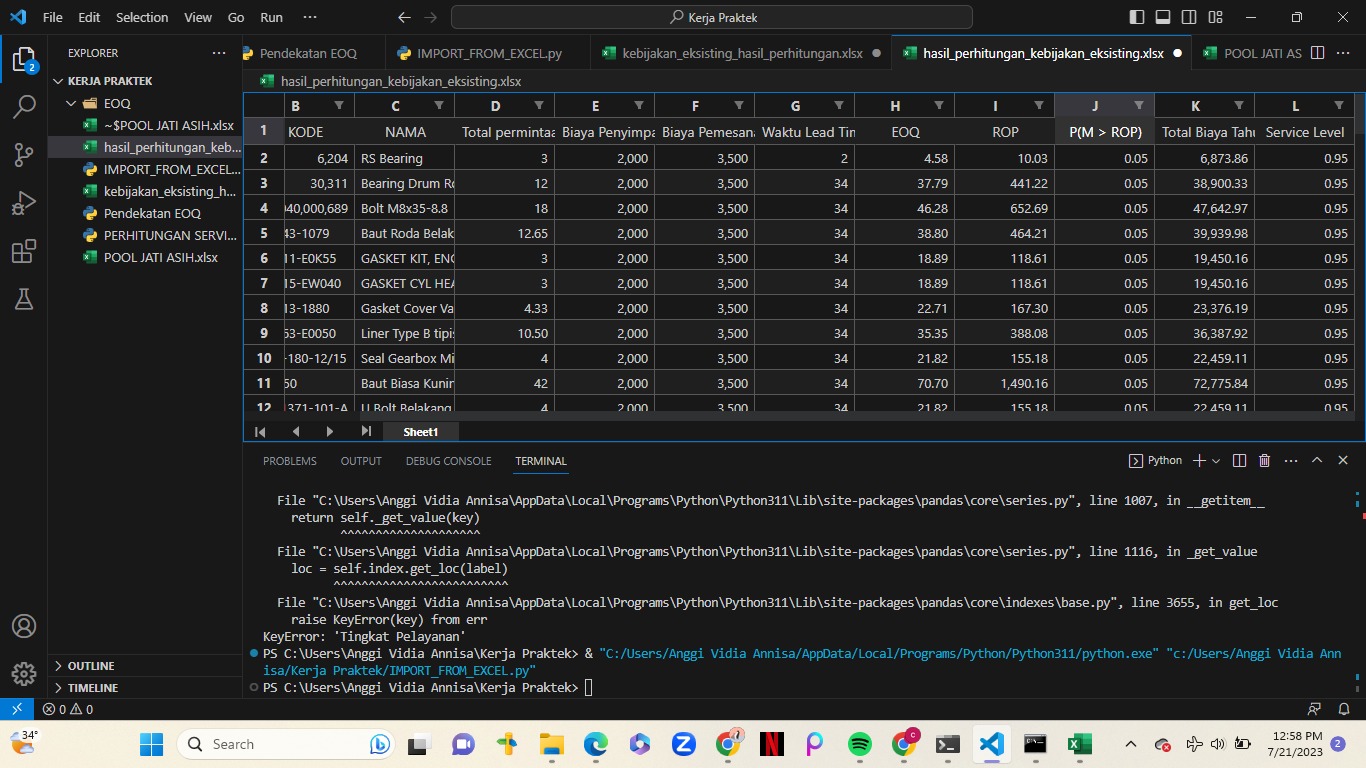 File Edit Selection View Go Run ··· Kerja Praktek
EXPLORER ···
KERJA PRAKTEK
EOQ
~$POOL JATI ASIH.xlsx
hasil_perhitungan_keb...
IMPORT_FROM_EXCEL...
kebijakan_eksisting_h...
Pendekatan EOQ
PERHITUNGAN SERVI...
POOL JATI ASIH.xlsx
OUTLINE
TIMELINE
2
Pendekatan EOQ IMPORT_FROM_EXCEL.py kebijakan_eksisting_hasil_perhitungan.xlsx hasil_perhitungan_kebijakan_eksisting.xlsx POOL JATI AS ···
hasil_perhitungan_kebijakan_eksisting.xlsx
B C D E F G H I J K L
1 KODE NAMA Total permintaa Biaya Penyimpa Biaya Pemesana Waktu Lead Tim EOQ ROP P(M > ROP) Total Biaya Tahu Service Level
2 6,204 RS Bearing 3 2,000 3,500 2 4.58 10.03 0.05 6,873.86 0.95
3 30,311 Bearing Drum Ro 12 2,000 3,500 34 37.79 441.22 0.05 38,900.33 0.95
4 040,000,689 Bolt M8x35-8.8 18 2,000 3,500 34 46.28 652.69 0.05 47,642.97 0.95
5 43-1079 Baut Roda Belak 12.65 2,000 3,500 34 38.80 464.21 0.05 39,939.98 0.95
6 11-E0K55 GASKET KIT, ENG 3 2,000 3,500 34 18.89 118.61 0.05 19,450.16 0.95
7 15-EW040 GASKET CYL HEA 3 2,000 3,500 34 18.89 118.61 0.05 19,450.16 0.95
8 13-1880 Gasket Cover Va 4.33 2,000 3,500 34 22.71 167.30 0.05 23,376.19 0.95
9 53-E0050 Liner Type B tipis 10.50 2,000 3,500 34 35.35 388.08 0.05 36,387.92 0.95
10 -180-12/15 Seal Gearbox Mi 4 2,000 3,500 34 21.82 155.18 0.05 22,459.11 0.95
11 50 Baut Biasa Kunin 42 2,000 3,500 34 70.70 1,490.16 0.05 72,775.84 0.95
12 371-101-A U Bolt Belakang 4 2,000 3,500 34 21.82 155.18 0.05 22,459.11 0.95
Sheet1
PROBLEMS OUTPUT DEBUG CONSOLE TERMINAL Python ···
File "C:\Users\Anggi Vidia Annisa\AppData\Local\Programs\Python\Python311\Lib\site-packages\pandas\core\series.py", line 1007, in __getitem__
return self._get_value(key)
^^^^^^^^^^^^^^^^^^^^
File "C:\Users\Anggi Vidia Annisa\AppData\Local\Programs\Python\Python311\Lib\site-packages\pandas\core\series.py", line 1116, in _get_value
loc = self.index.get_loc(label)
^^^^^^^^^^^^^^^^^^^^^^^^^
File "C:\Users\Anggi Vidia Annisa\AppData\Local\Programs\Python\Python311\Lib\site-packages\pandas\core\indexes\base.py", line 3655, in get_loc
raise KeyError(key) from err
KeyError: 'Tingkat Pelayanan'
PS C:\Users\Anggi Vidia Annisa\Kerja Praktek> & "C:/Users/Anggi Vidia Annisa/AppData/Local/Programs/Python/Python311/python.exe" "c:/Users/Anggi Vidia Ann
isa/Kerja Praktek/IMPORT_FROM_EXCEL.py"
PS C:\Users\Anggi Vidia Annisa\Kerja Praktek>
0 0
34° Search 12:58 PM
7/21/2023 2